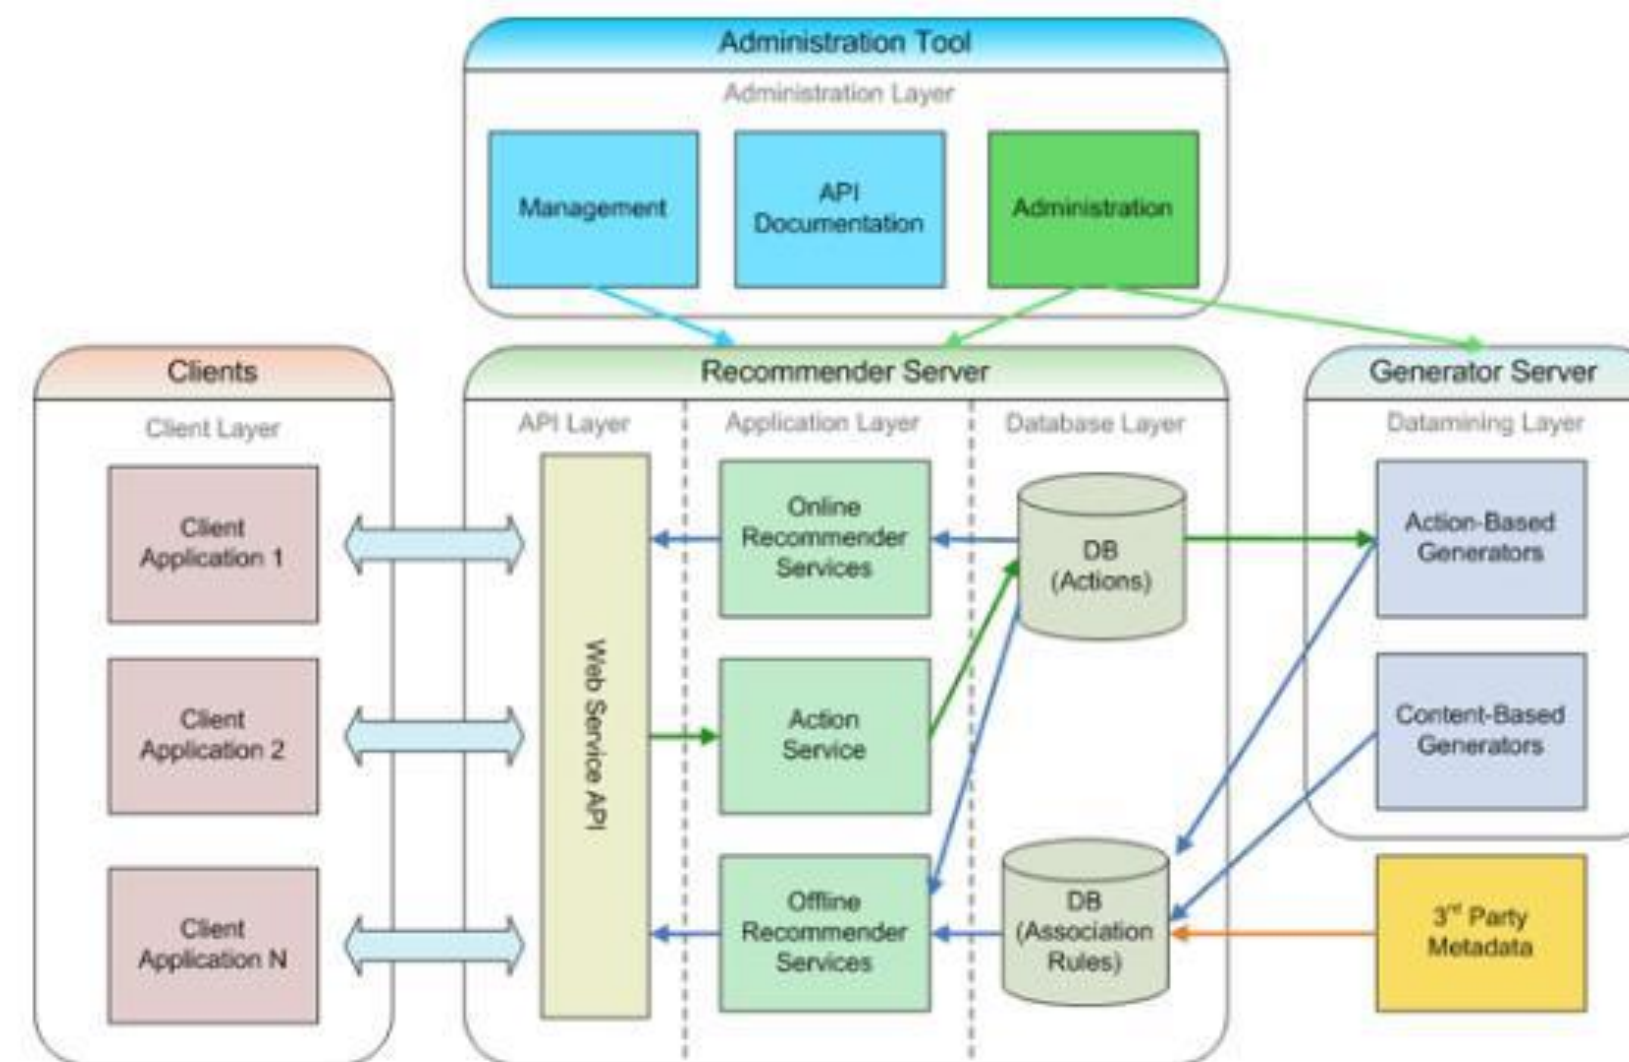 Administration Tool
Administration Layer
Management
API
Documentation
Administration
Clients
Client Layer
Client
Application 1
Client
Application 2
Client
Application N
Recommender Server
API Layer
Application Layer
Database Layer
Web Service API
Online
Recommender
Services
Action
Service
Offline
Recommender
Services
DB
(Actions)
DB
(Association
Rules)
Generator Server
Datamining Layer
Action-Based
Generators
Content-Based
Generators
3rd Party
Metadata